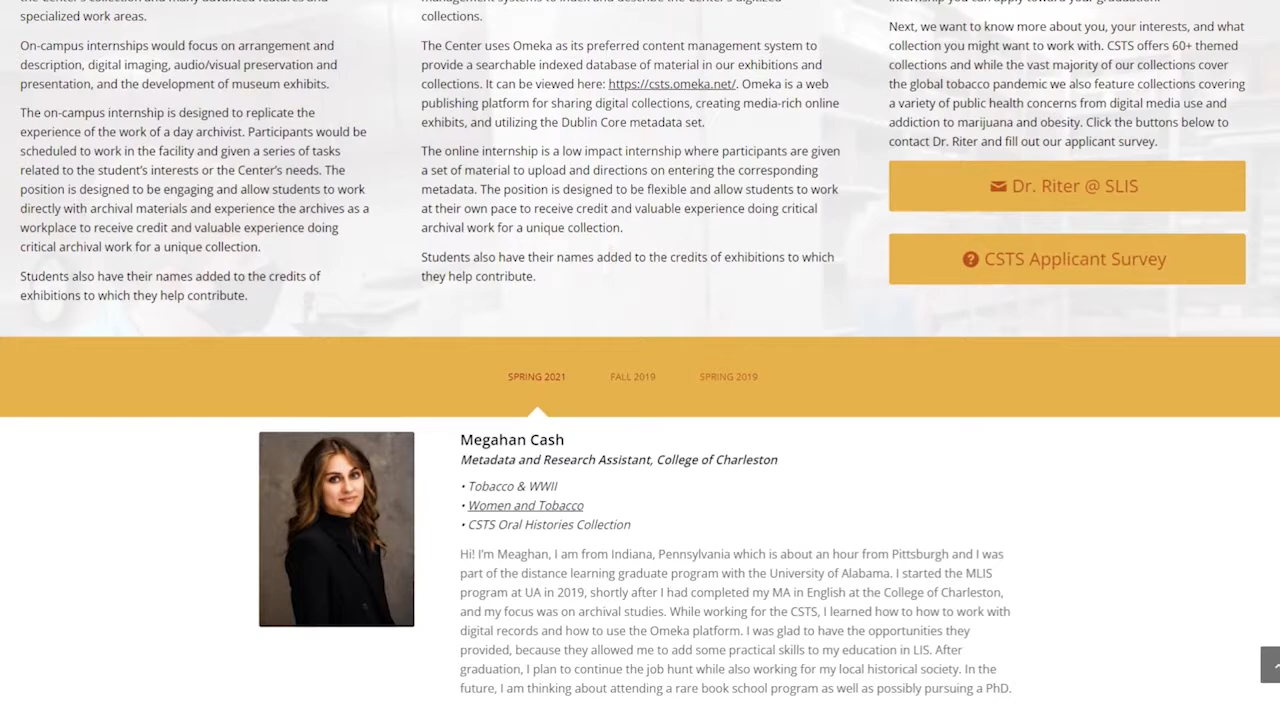 the Center's collection and many advanced features and
specialized work areas.
On-campus internships would focus on arrangement and
description, digital imaging, audio/visual preservation and
presentation, and the development of museum exhibits.
The on-campus internship is designed to replicate the
experience of the work of a day archivist. Participants would be
scheduled to work in the facility and given a series of tasks
related to the student's interests or the Center's needs. The
position is designed to be engaging and allow students to work
directly with archival materials and experience the archives as a
workplace to receive credit and valuable experience doing
critical archival work for a unique collection.
Students also have their names added to the credits of
exhibitions to which they help contribute.
management systems to index and describe the Center's digitized
collections.
The Center uses Omeka as its preferred content management system to
provide a searchable indexed database of material in our exhibitions and
collections. It can be viewed here: https://csts.omeka.net/. Omeka is a web
publishing platform for sharing digital collections, creating media-rich online
exhibits, and utilizing the Dublin Core metadata set.
The online internship is a low impact internship where participants are given
a set of material to upload and directions on entering the corresponding
metadata. The position is designed to be flexible and allow students to work
at their own pace to receive credit and valuable experience doing critical
archival work for a unique collection.
Students also have their names added to the credits of exhibitions to which
they help contribute.
internship you can apply toward your graduation.
Next, we want to know more about you, your interests, and what
collection you might want to work with. CSTS offers 60+ themed
collections and while the vast majority of our collections cover
the global tobacco pandemic we also feature collections covering
a variety of public health concerns from digital media use and
addiction to marijuana and obesity. Click the buttons below to
contact Dr. Riter and fill out our applicant survey.
Dr. Riter @ SLIS
CSTS Applicant Survey
SPRING 2021 FALL 2019 SPRING 2019
Megahan Cash
Metadata and Research Assistant, College of Charleston
• Tobacco & WWII
• Women and Tobacco
• CSTS Oral Histories Collection
Hi! I'm Meaghan, I am from Indiana, Pennsylvania which is about an hour from Pittsburgh and I was
part of the distance learning graduate program with the University of Alabama. I started the MLIS
program at UA in 2019, shortly after I had completed my MA in English at the College of Charleston,
and my focus was on archival studies. While working for the CSTS, I learned how to how to work with
digital records and how to use the Omeka platform. I was glad to have the opportunities they
provided, because they allowed me to add some practical skills to my education in LIS. After
graduation, I plan to continue the job hunt while also working for my local historical society. In the
future, I am thinking about attending a rare book school program as well as possibly pursuing a PhD.